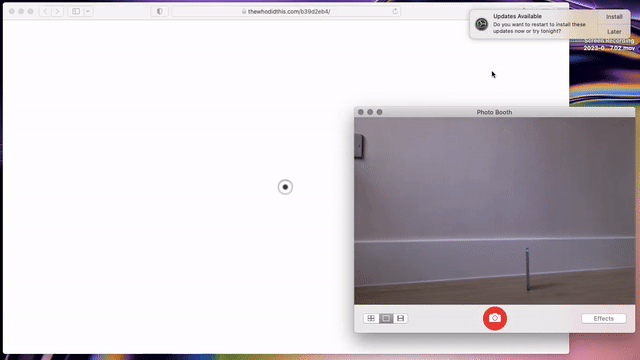 thewhodidthis.com/b39d2eb4/
Updates Available
Do you want to restart to install these
updates now or try tonight?
Install
Later
Screen Recording
2023-0...7.02.mov
Photo Booth
Effects